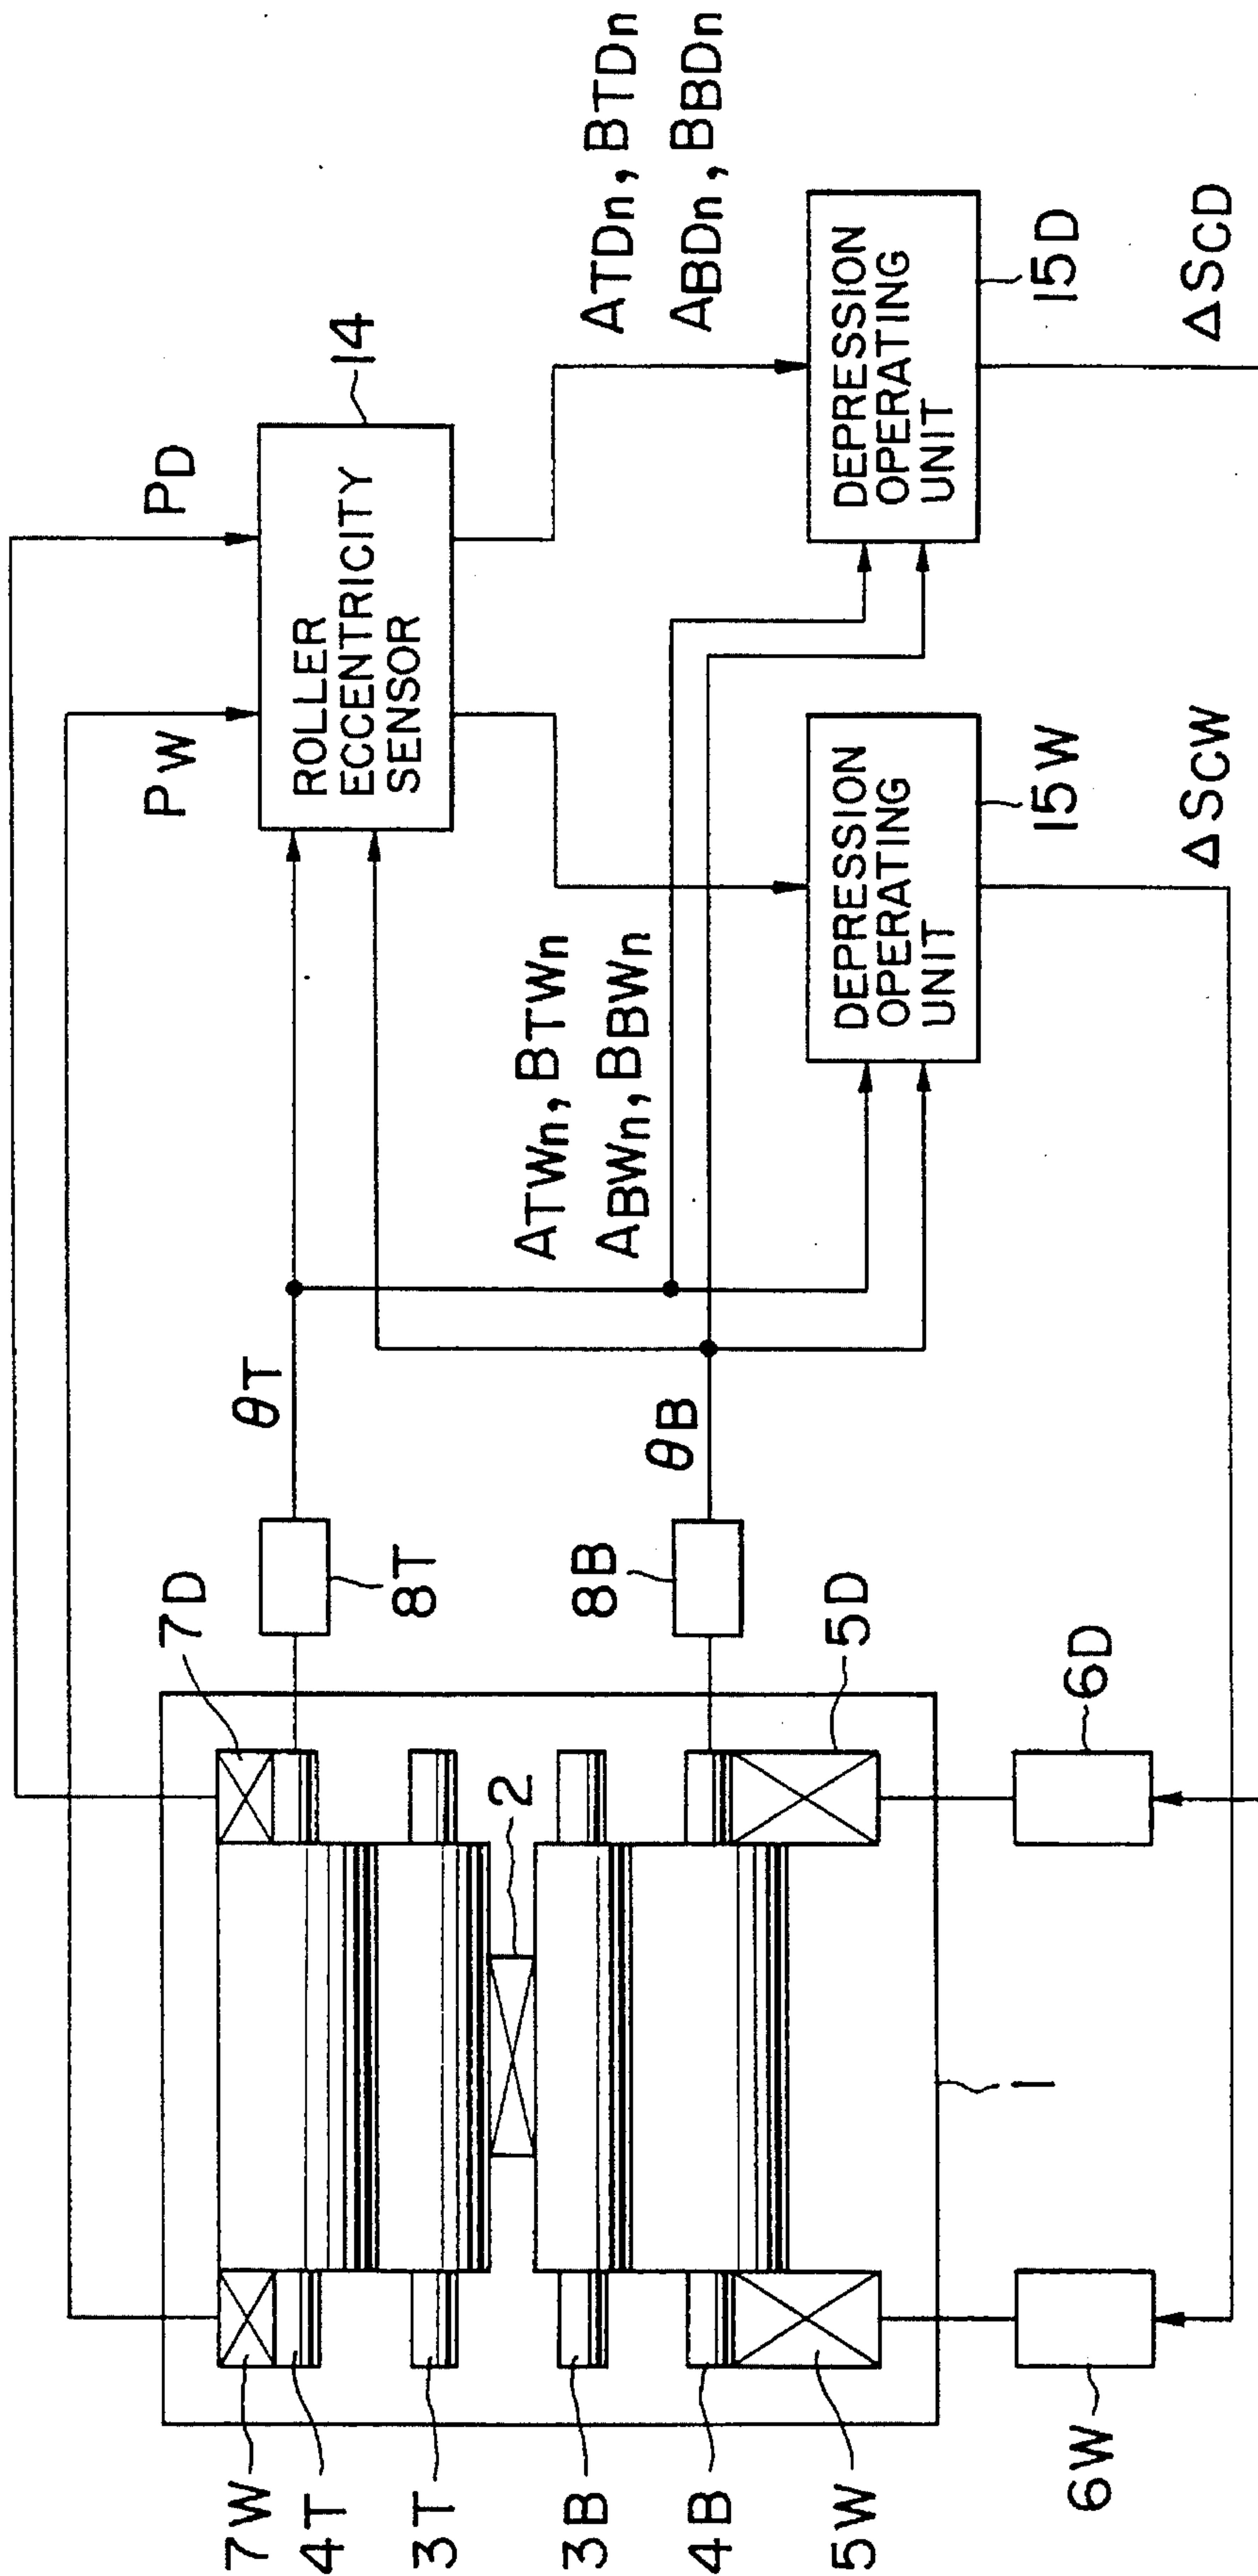 PD
PW
ROLLER
ECCENTRICITY
SENSOR
14
ATDn, BTDn
ABDn, BBDn
ATWn, BTWn
ABWn, BBWn
θT
θB
8T
8B
DEPRESSION
OPERATING
UNIT
15W
DEPRESSION
OPERATING
UNIT
15D
ΔSCD
ΔSCW
7D
5D
6D
2
1
7W
4T
3T
3B
4B
5W
6W